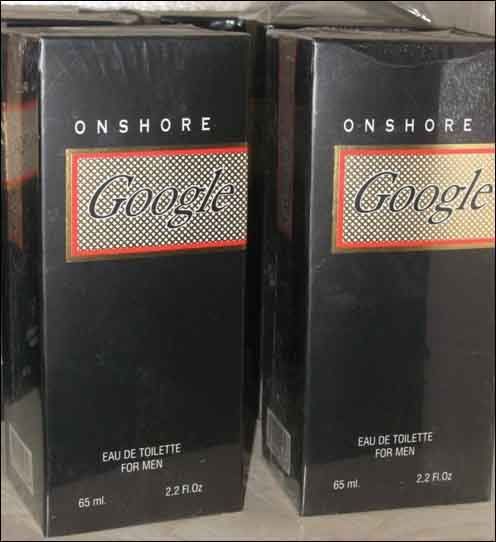 ONSHORE
Google
EAU DE TOILETTE
FOR MEN
65 ml. 2,2 Fl.Oz
ONSHORE
Google
EAU DE TOILETTE
FOR MEN
65 ml. 2,2 Fl.Oz